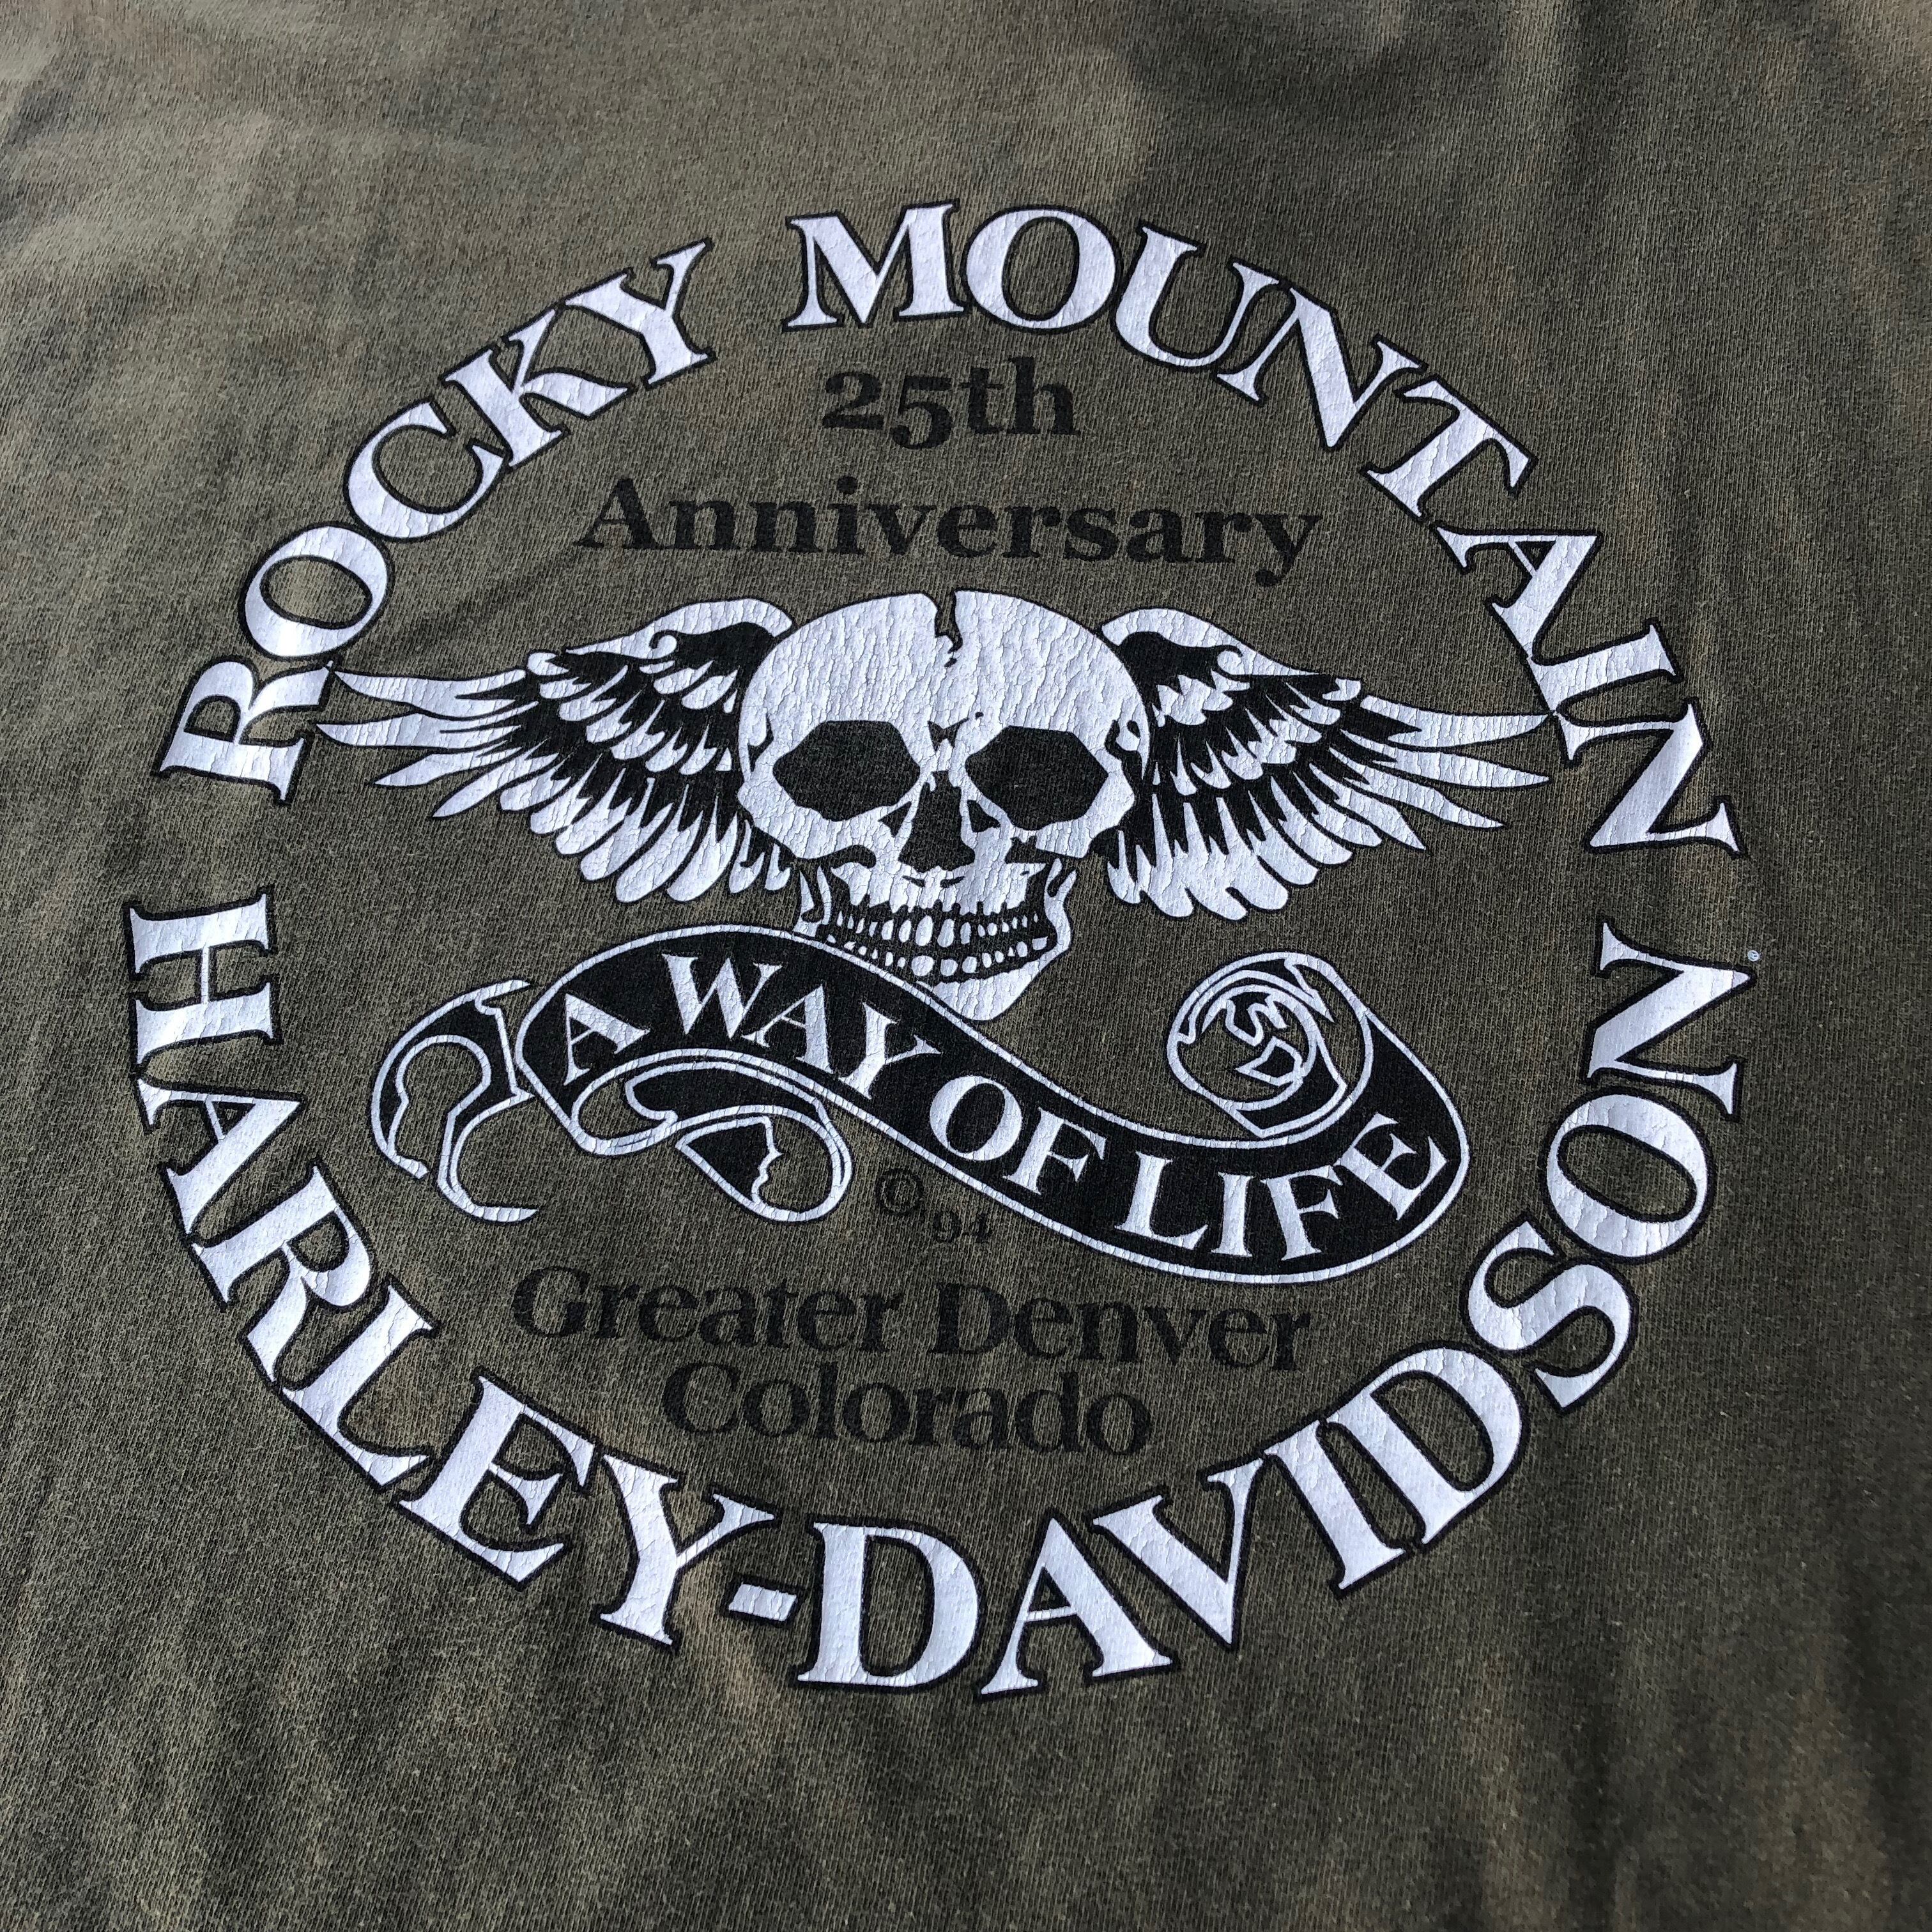 ROCKY MOUNTAIN
25th
Anniversary
A WAY OF LIFE
© '94
Greater Denver
Colorado
HARLEY-DAVIDSON®